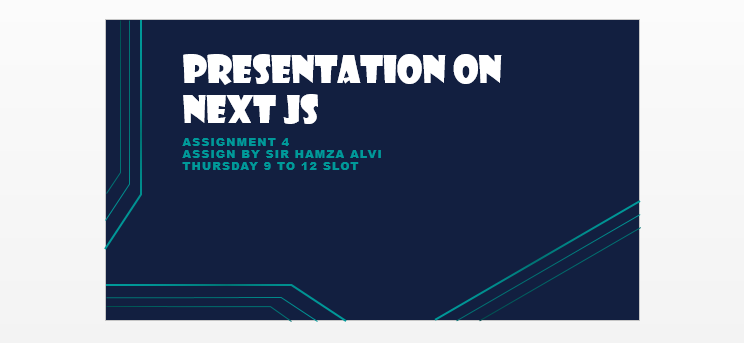 PRESENTATION ON
NEXT JS
ASSIGNMENT 4
ASSIGN BY SIR HAMZA ALVI
THURSDAY 9 TO 12 SLOT